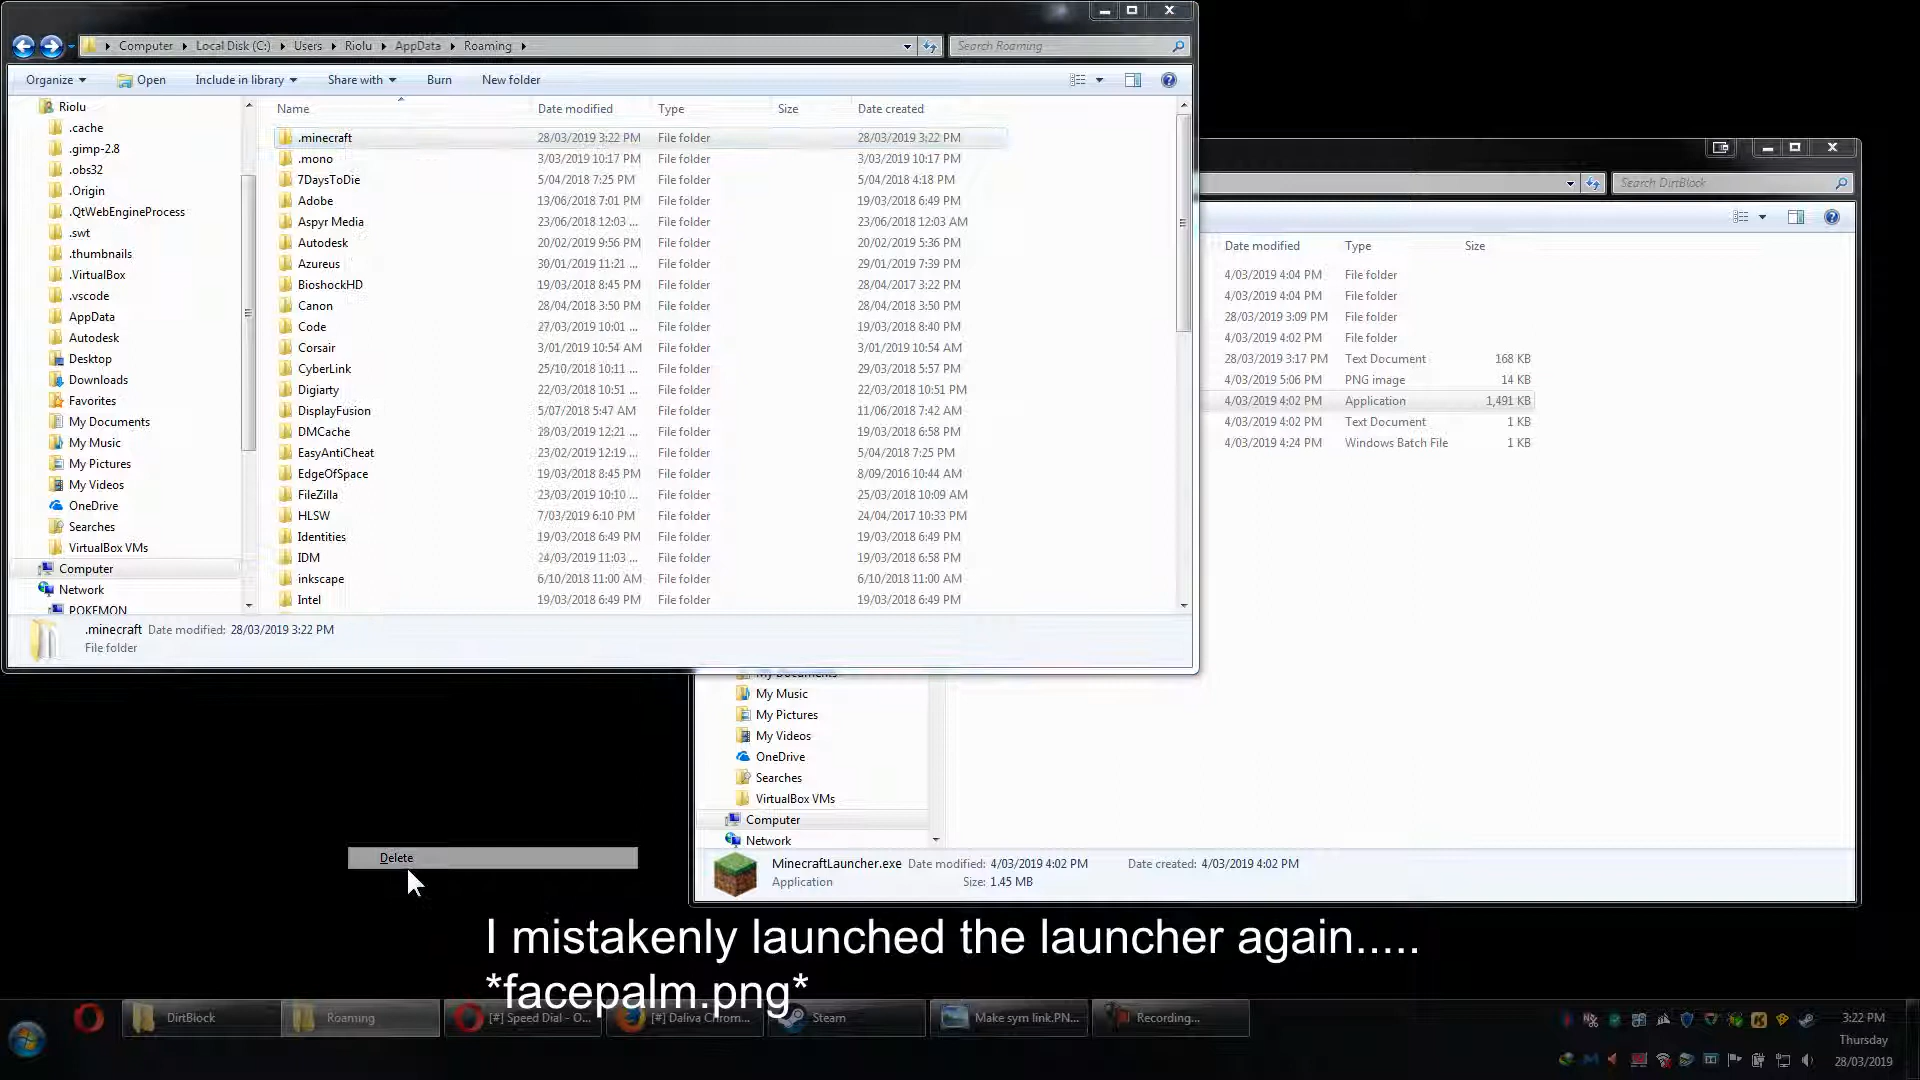 Computer Local Disk (C:) Users Riolu AppData Roaming
Search Roaming
Organize Open Include in library Share with Burn New folder
Riolu
.cache
.gimp-2.8
.obs32
.Origin
.QtWebEngineProcess
.swt
.thumbnails
.VirtualBox
.vscode
AppData
Autodesk
Desktop
Downloads
Favorites
My Documents
My Music
My Pictures
My Videos
OneDrive
Searches
VirtualBox VMs
Computer
Network
POKEMON
Name Date modified Type Size Date created
.minecraft 28/03/2019 3:22 PM File folder 28/03/2019 3:22 PM
.mono 3/03/2019 10:17 PM File folder 3/03/2019 10:17 PM
7DaysToDie 5/04/2018 7:25 PM File folder 5/04/2018 4:18 PM
Adobe 13/06/2018 7:01 PM File folder 19/03/2018 6:49 PM
Aspyr Media 23/06/2018 12:03 ... File folder 23/06/2018 12:03 AM
Autodesk 20/02/2019 9:56 PM File folder 20/02/2019 5:36 PM
Azureus 30/01/2019 11:21 ... File folder 29/01/2019 7:39 PM
BioshockHD 19/03/2018 8:45 PM File folder 28/04/2017 3:22 PM
Canon 28/04/2018 3:50 PM File folder 28/04/2018 3:50 PM
Code 27/03/2019 10:01 ... File folder 19/03/2018 8:40 PM
Corsair 3/01/2019 10:54 AM File folder 3/01/2019 10:54 AM
CyberLink 25/10/2018 10:11 ... File folder 29/03/2018 5:57 PM
Digiarty 22/03/2018 10:51 ... File folder 22/03/2018 10:51 PM
DisplayFusion 5/07/2018 5:47 AM File folder 11/06/2018 7:42 AM
DMCache 28/03/2019 12:21 ... File folder 19/03/2018 6:58 PM
EasyAntiCheat 23/02/2019 12:19 ... File folder 5/04/2018 7:25 PM
EdgeOfSpace 19/03/2018 8:45 PM File folder 8/09/2016 10:44 AM
FileZilla 23/03/2019 10:10 ... File folder 25/03/2018 10:09 AM
HLSW 7/03/2019 6:10 PM File folder 24/04/2017 10:33 PM
Identities 19/03/2018 6:49 PM File folder 19/03/2018 6:49 PM
IDM 24/03/2019 11:03 ... File folder 19/03/2018 6:58 PM
inkscape 6/10/2018 11:00 AM File folder 6/10/2018 11:00 AM
Intel 19/03/2018 6:49 PM File folder 19/03/2018 6:49 PM
.minecraft Date modified: 28/03/2019 3:22 PM
File folder
Search DirtBlock
Date modified Type Size
4/03/2019 4:04 PM File folder
4/03/2019 4:04 PM File folder
28/03/2019 3:09 PM File folder
4/03/2019 4:02 PM File folder
28/03/2019 3:17 PM Text Document 168 KB
4/03/2019 5:06 PM PNG image 14 KB
4/03/2019 4:02 PM Application 1,491 KB
4/03/2019 4:02 PM Text Document 1 KB
4/03/2019 4:24 PM Windows Batch File 1 KB
My Documents
My Music
My Pictures
My Videos
OneDrive
Searches
VirtualBox VMs
Computer
Network
MinecraftLauncher.exe Date modified: 4/03/2019 4:02 PM Date created: 4/03/2019 4:02 PM
Application Size: 1.45 MB
Delete
I mistakenly launched the launcher again.....
*facepalm.png*
DirtBlock Roaming [#] Speed Dial - O... [#] Daliva Chrom... Steam Make sym link.PN... Recording...
3:22 PM
Thursday
28/03/2019